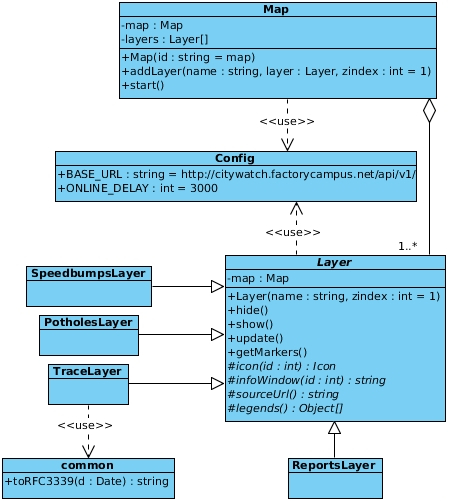 Map
-map : Map
-layers : Layer[]
+Map(id : string = map)
+addLayer(name : string, layer : Layer, zindex : int = 1)
+start()
<<use>>
Config
+BASE_URL : string = http://citywatch.factorycampus.net/api/v1/
+ONLINE_DELAY : int = 3000
<<use>>
1..*
Layer
-map : Map
+Layer(name : string, zindex : int = 1)
+hide()
+show()
+update()
+getMarkers()
#icon(id : int) : Icon
#infoWindow(id : int) : string
#sourceUrl() : string
#legends() : Object[]
SpeedbumpsLayer
PotholesLayer
TraceLayer
<<use>>
common
+toRFC3339(d : Date) : string
ReportsLayer